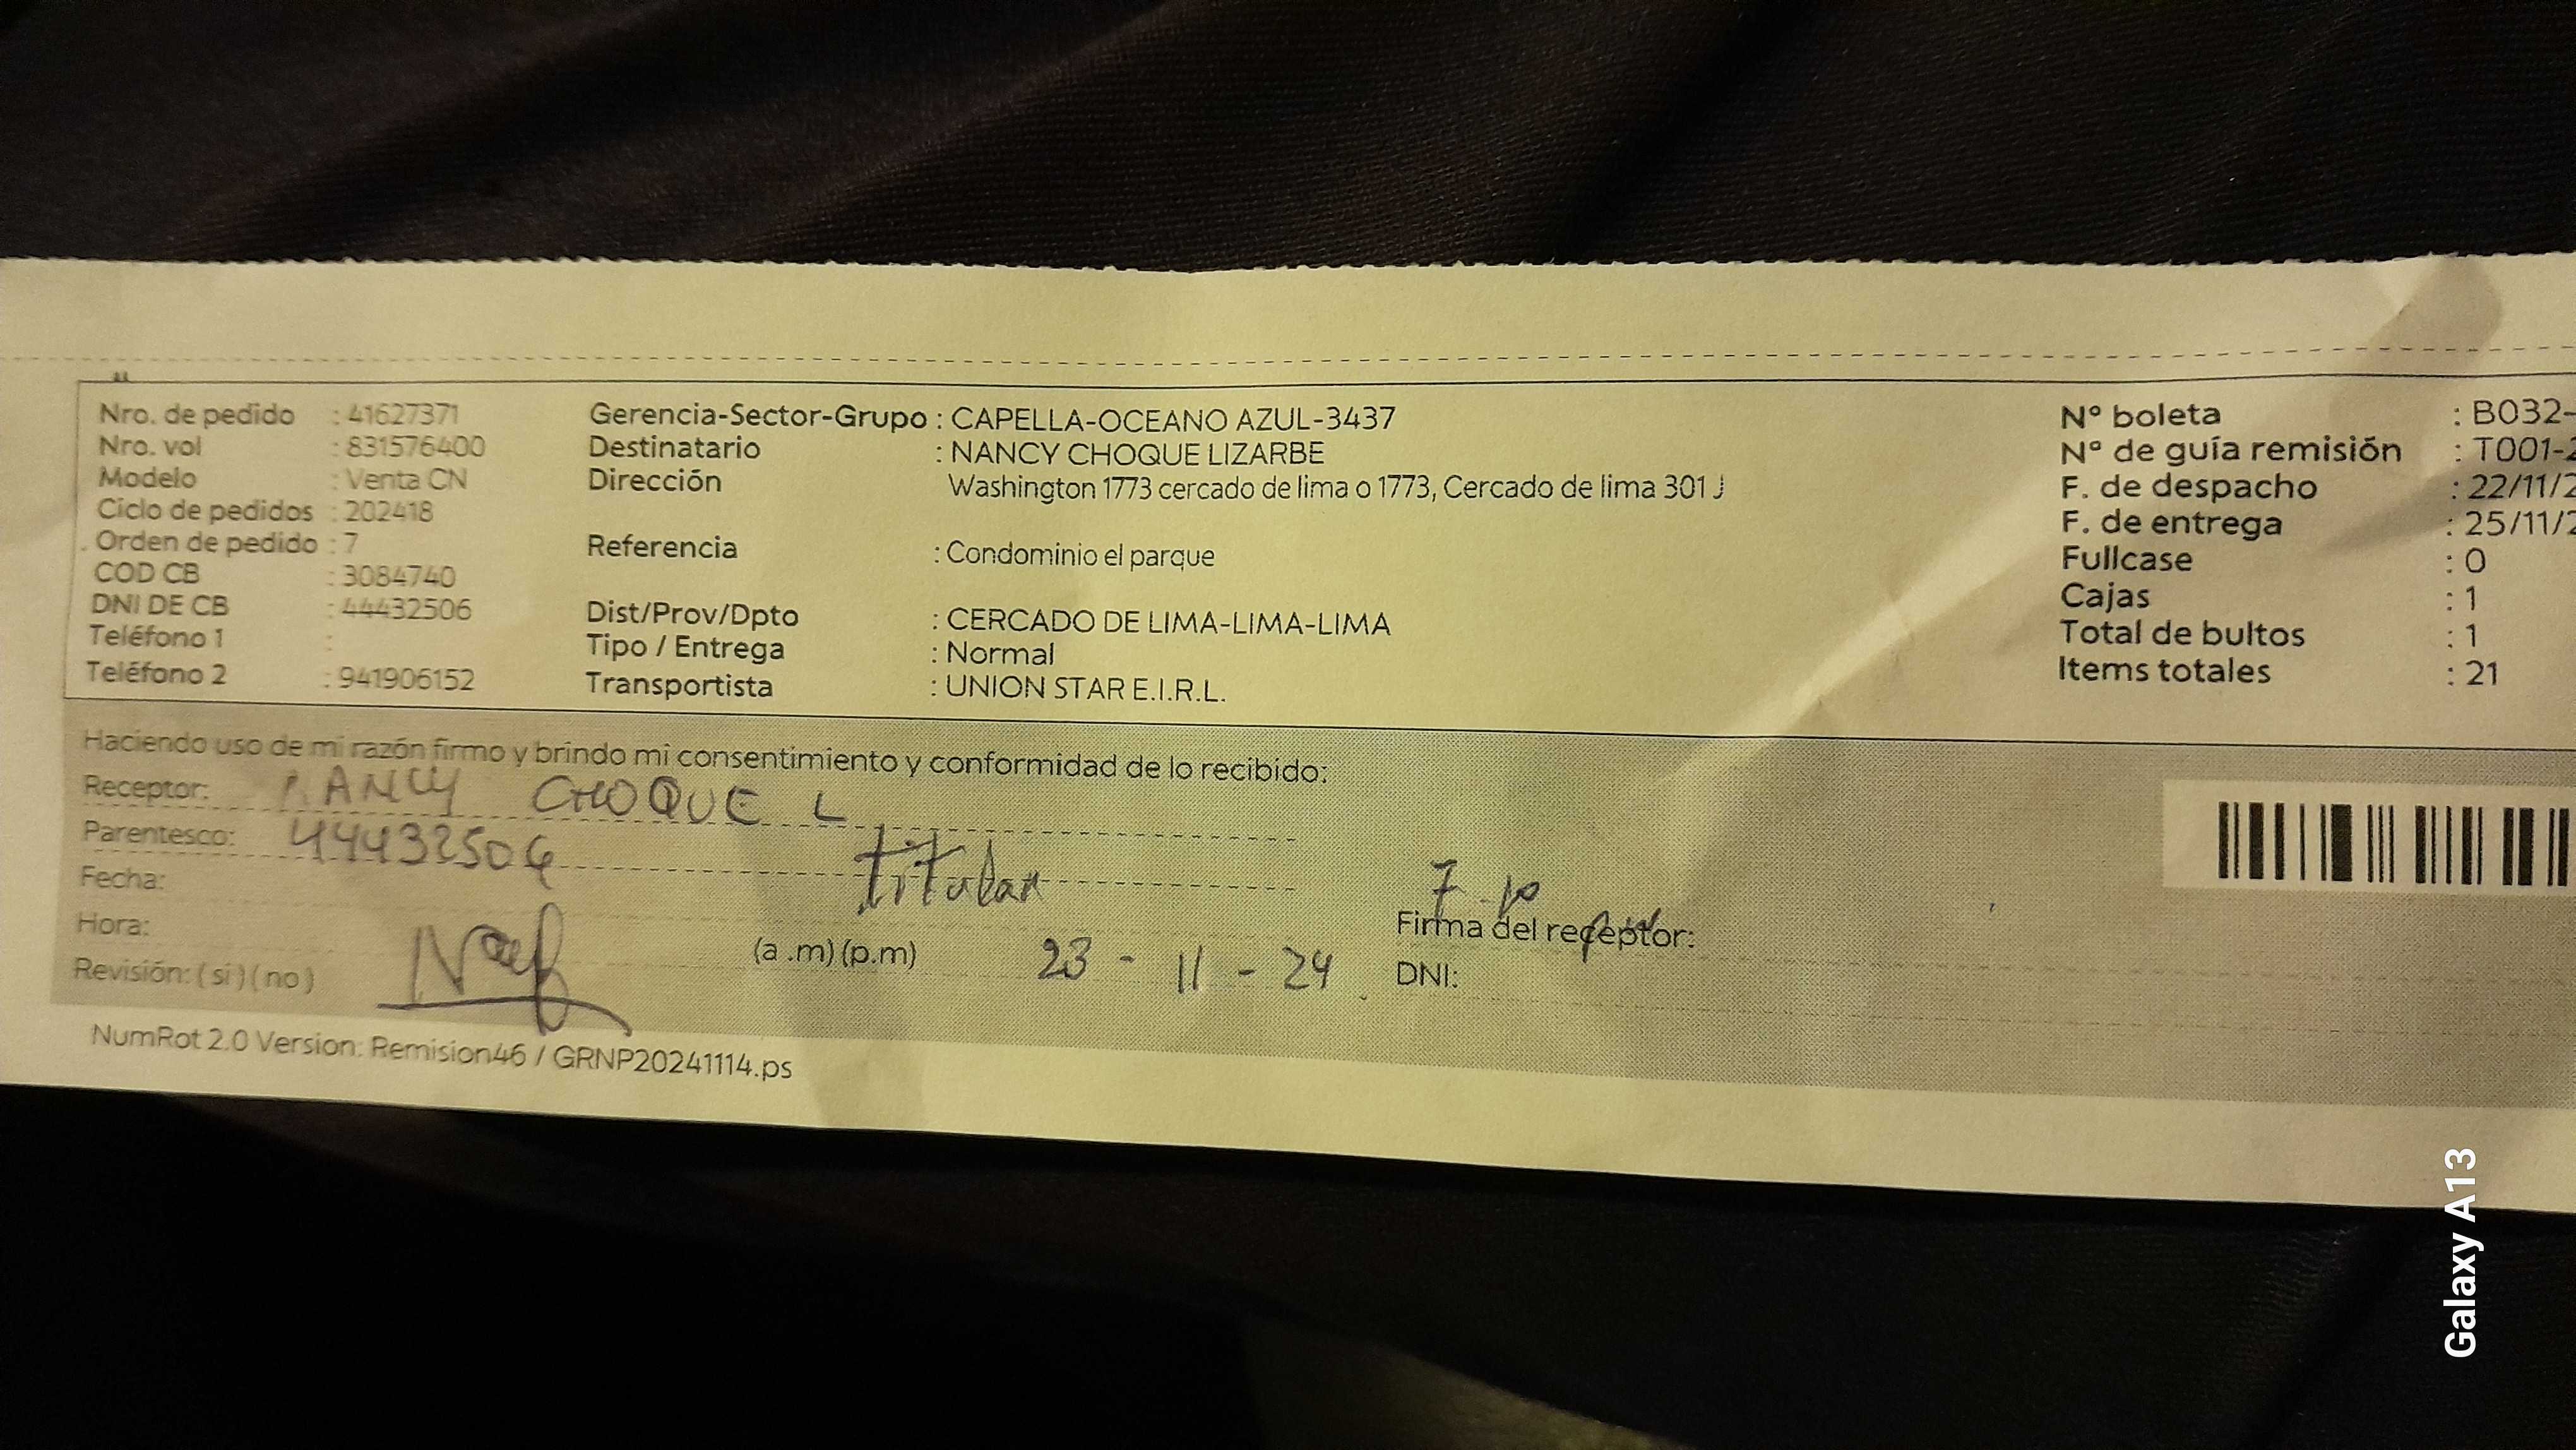 Nro. de pedido : 41627371
Nro. vol : 831576400
Modelo : Venta CN
Ciclo de pedidos : 202418
Orden de pedido : 7
COD CB : 3084740
DNI DE CB : 44432506
Teléfono 1 :
Teléfono 2 : 941906152
Gerencia-Sector-Grupo : CAPELLA-OCEANO AZUL-3437
Destinatario : NANCY CHOQUE LIZARBE
Dirección Washington 1773 cercado de lima o 1773, Cercado de lima 301 J
Referencia : Condominio el parque
Dist/Prov/Dpto : CERCADO DE LIMA-LIMA-LIMA
Tipo / Entrega : Normal
Transportista : UNION STAR E.I.R.L.
Nº boleta : B032-
Nº de guía remisión : T001-2
F. de despacho : 22/11/2
F. de entrega : 25/11/2
Fullcase : 0
Cajas : 1
Total de bultos : 1
Items totales : 21
Haciendo uso de mi razón firmo y brindo mi consentimiento y conformidad de lo recibido:
Receptor: NANCY CHOQUE L
Parentesco: 44432506 titular
Fecha:
Hora: (a .m) (p.m) 23 - 11 - 24
Revisión: ( si ) ( no )
Firma del receptor:
DNI:
NumRot 2.0 Version: Remision46 / GRNP20241114.ps
Galaxy A13